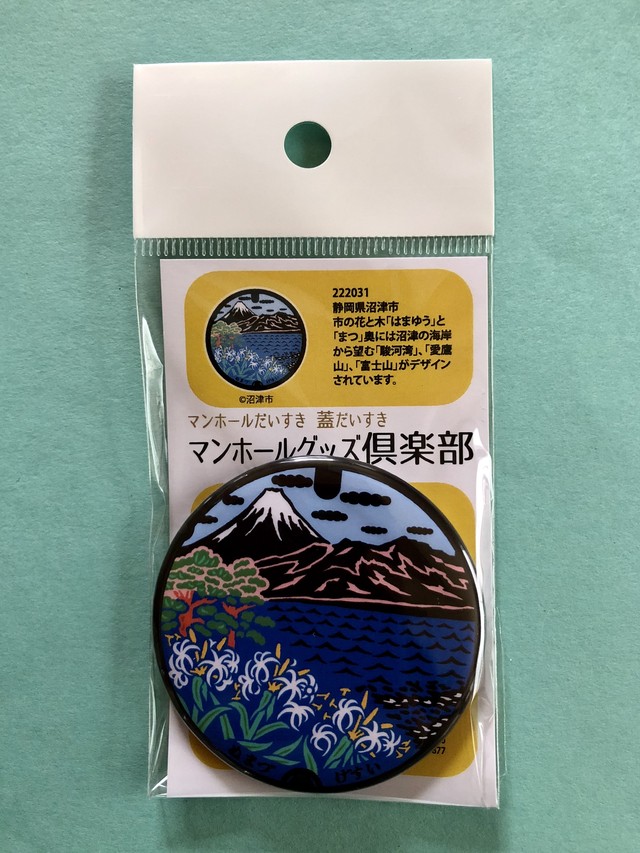 222031
静岡県沼津市
市の花と木「はまゆう」と
「まつ」奥には沼津の海岸
から望む「駿河湾」、「愛鷹
山」、「富士山」がデザイン
されています。
©沼津市
マンホールだいすき 蓋だいすき
マンホールグッズ倶楽部
677
ぬまづ